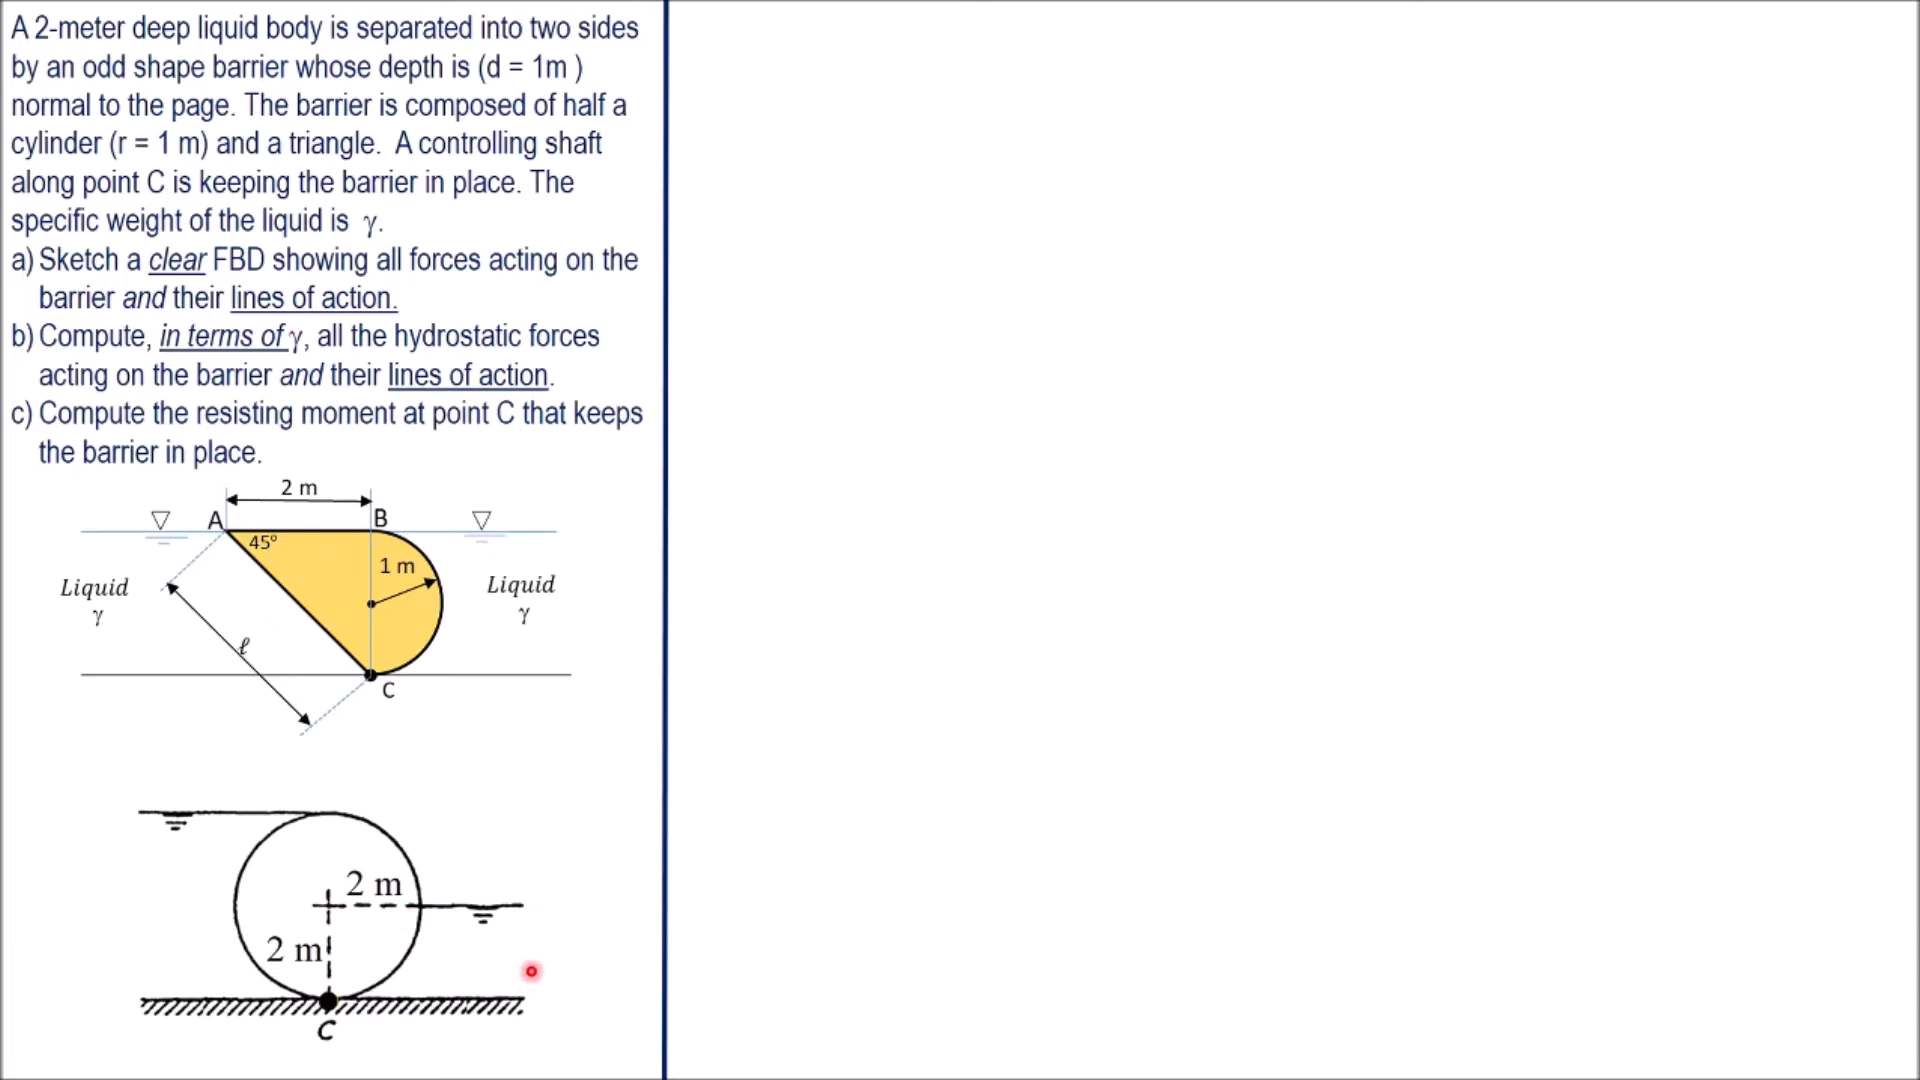 A 2-meter deep liquid body is separated into two sides
by an odd shape barrier whose depth is (d = 1m )
normal to the page. The barrier is composed of half a
cylinder (r = 1 m) and a triangle. A controlling shaft
along point C is keeping the barrier in place. The
specific weight of the liquid is γ.
a) Sketch a clear FBD showing all forces acting on the
barrier and their lines of action.
b) Compute, in terms of γ, all the hydrostatic forces
acting on the barrier and their lines of action.
c) Compute the resisting moment at point C that keeps
the barrier in place.
2 m
A
B
45°
1 m
Liquid
γ
Liquid
γ
ℓ
C
2 m
2 m
C